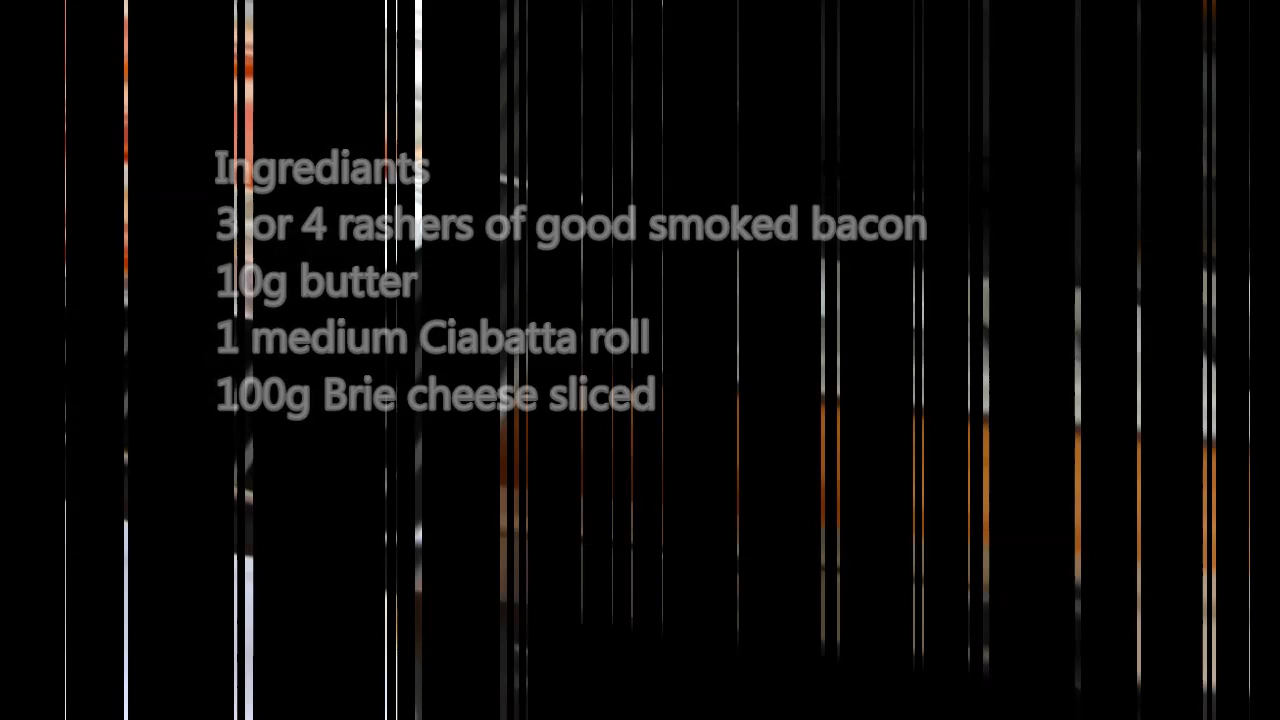 Ingrediants
3 or 4 rashers of good smoked bacon
10g butter
1 medium Ciabatta roll
100g Brie cheese sliced